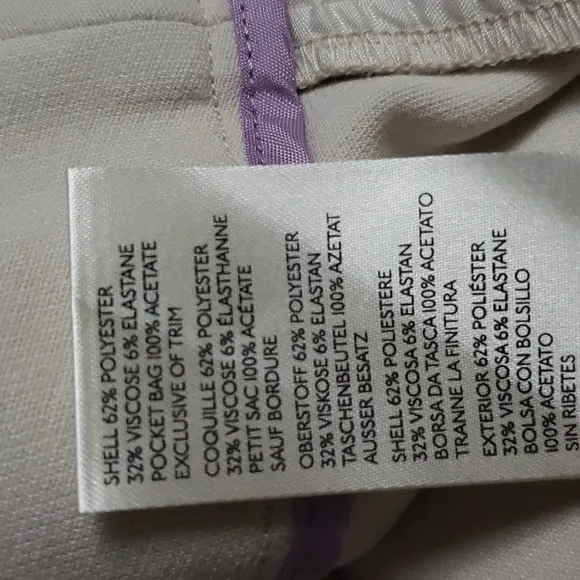 SHELL 62% POLYESTER
32% VISCOSE 6% ELASTANE
POCKET BAG 100% ACETATE
EXCLUSIVE OF TRIM
COQUILLE 62% POLYESTER
32% VISCOSE 6% ÉLASTHANNE
PETIT SAC 100% ACÉTATE
SAUF BORDURE
OBERSTOFF 62% POLYESTER
32% VISKOSE 6% ELASTAN
TASCHENBEUTEL 100% AZETAT
AUSSER BESATZ
SHELL 62% POLIESTERE
32% VISCOSA 6% ELASTAN
BORSA DA TASCA 100% ACETATO
TRANNE LA FINITURA
EXTERIOR 62% POLIÉSTER
32% VISCOSA 6% ELASTANE
BOLSA CON BOLSILLO
100% ACETATO
SIN RIBETES